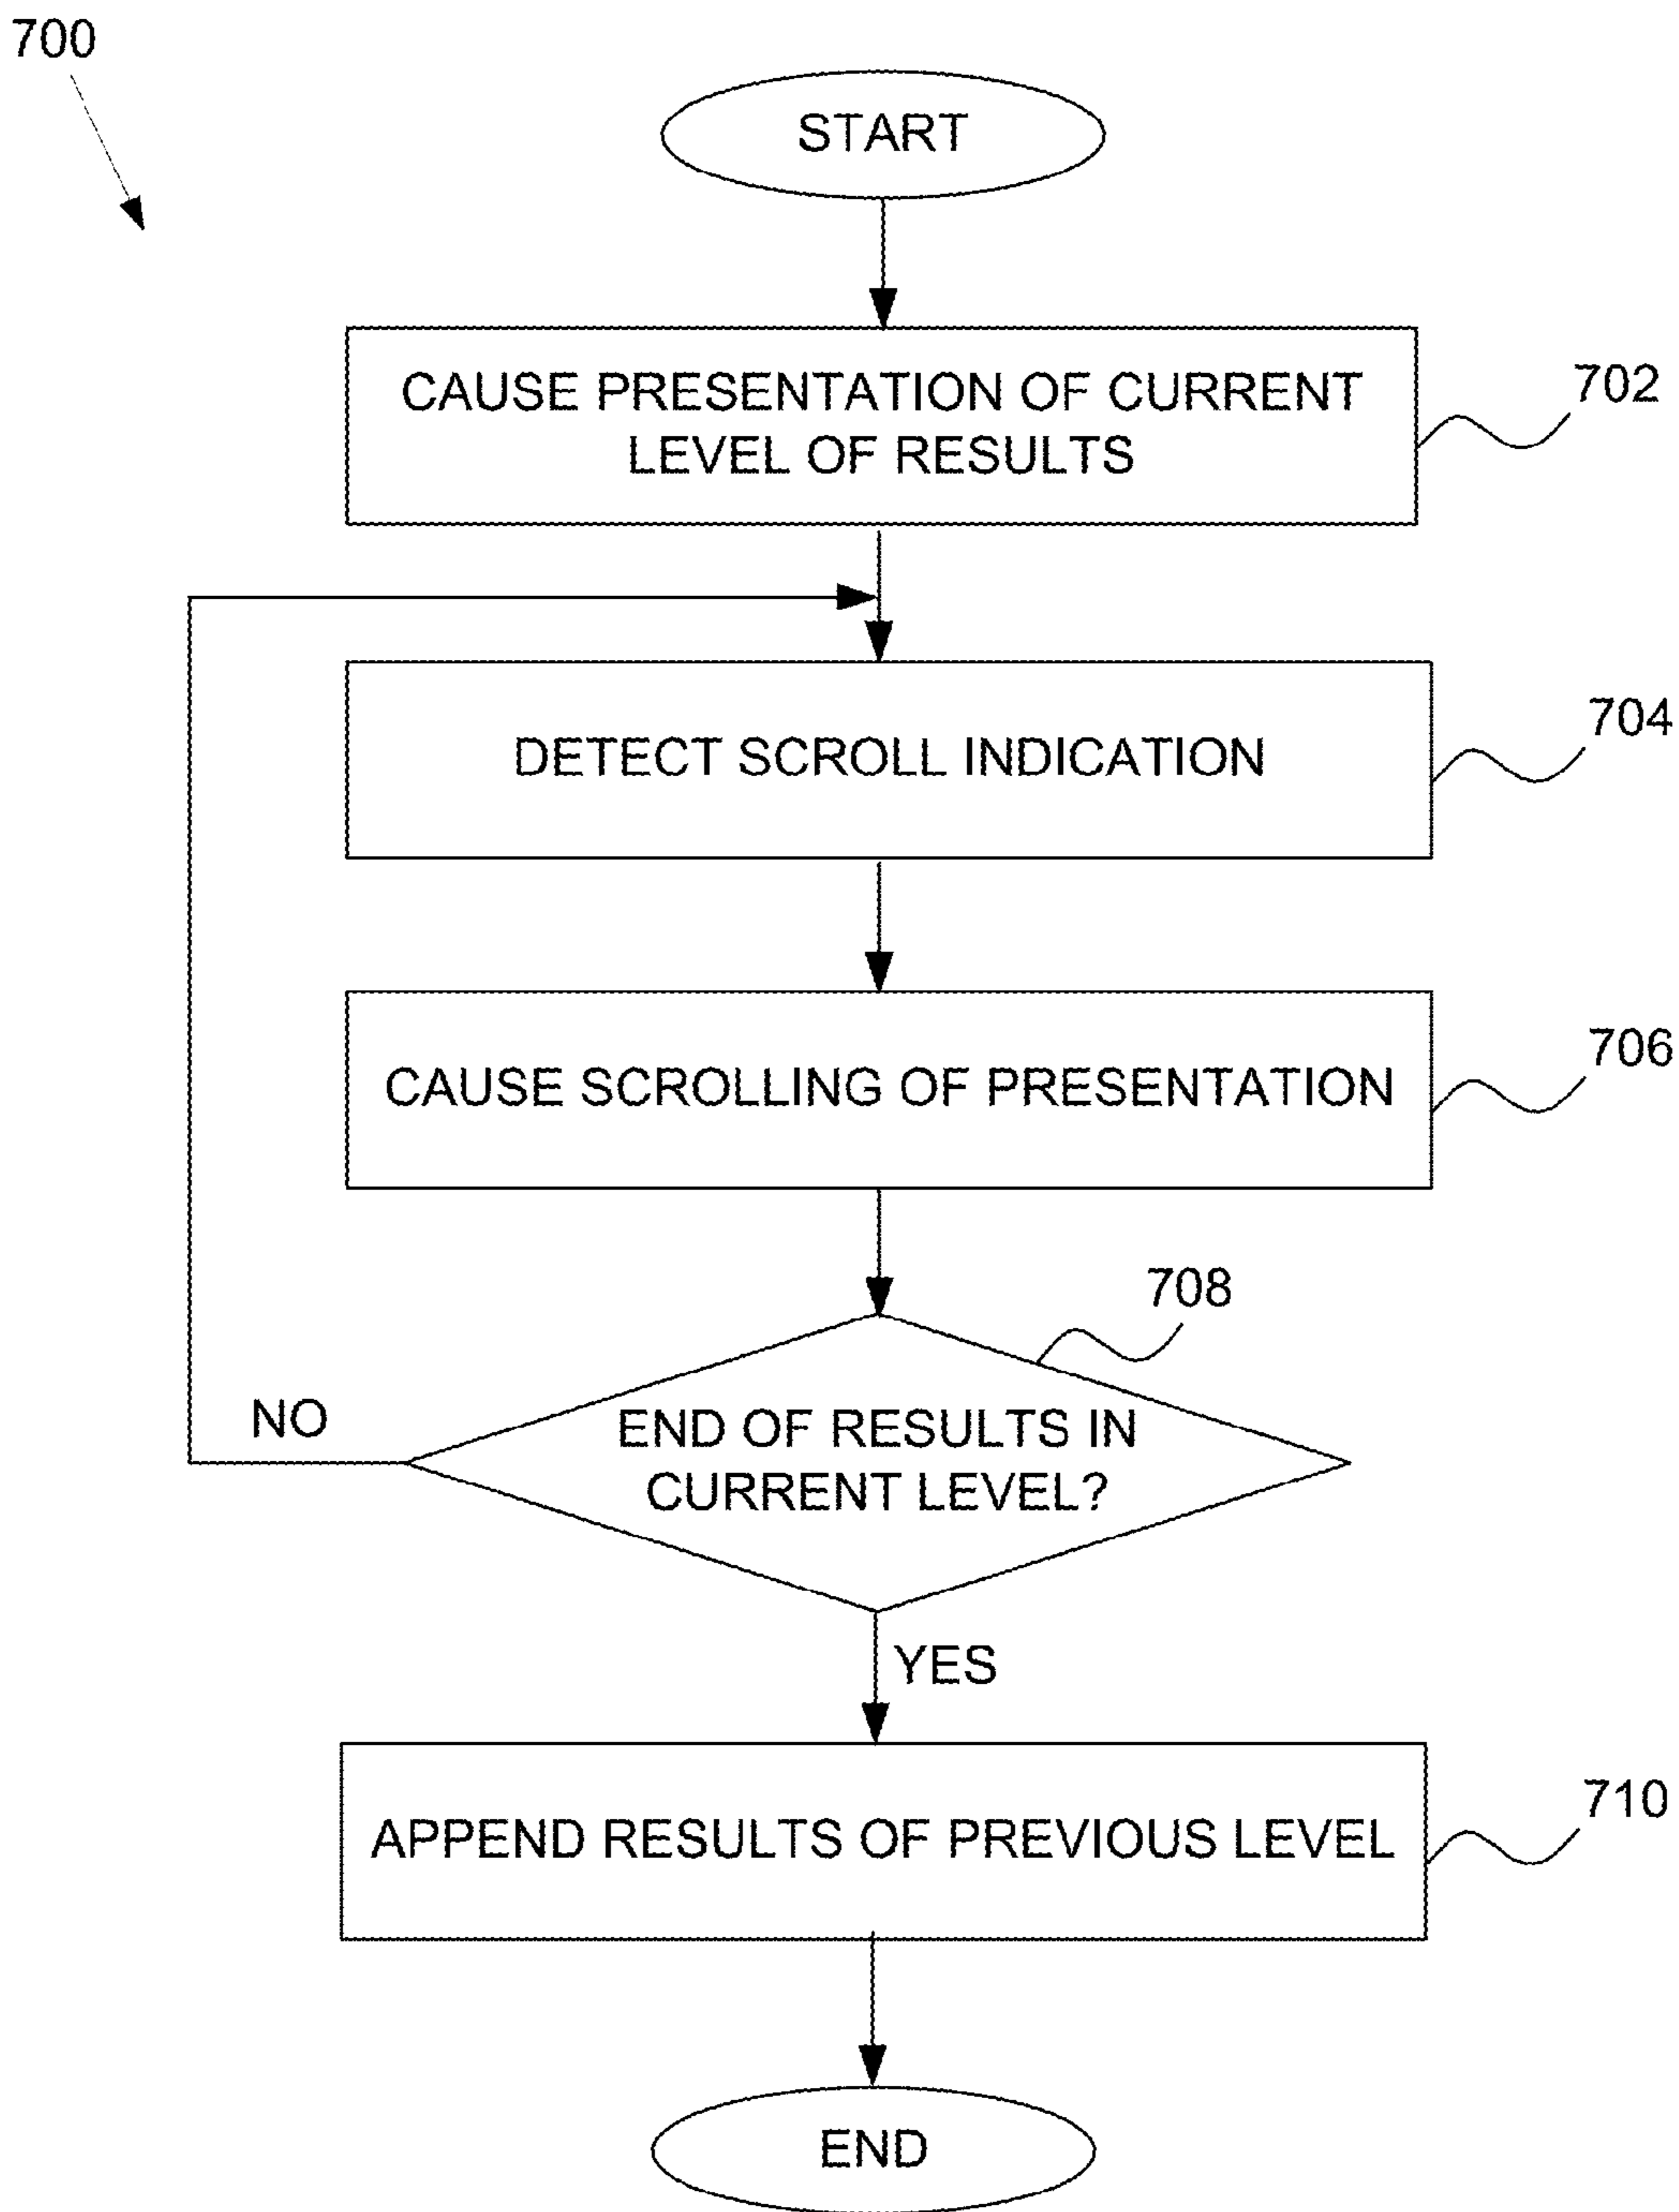 700
START
CAUSE PRESENTATION OF CURRENT
LEVEL OF RESULTS
702
DETECT SCROLL INDICATION
704
CAUSE SCROLLING OF PRESENTATION
706
708
END OF RESULTS IN
CURRENT LEVEL?
NO
YES
APPEND RESULTS OF PREVIOUS LEVEL
710
END